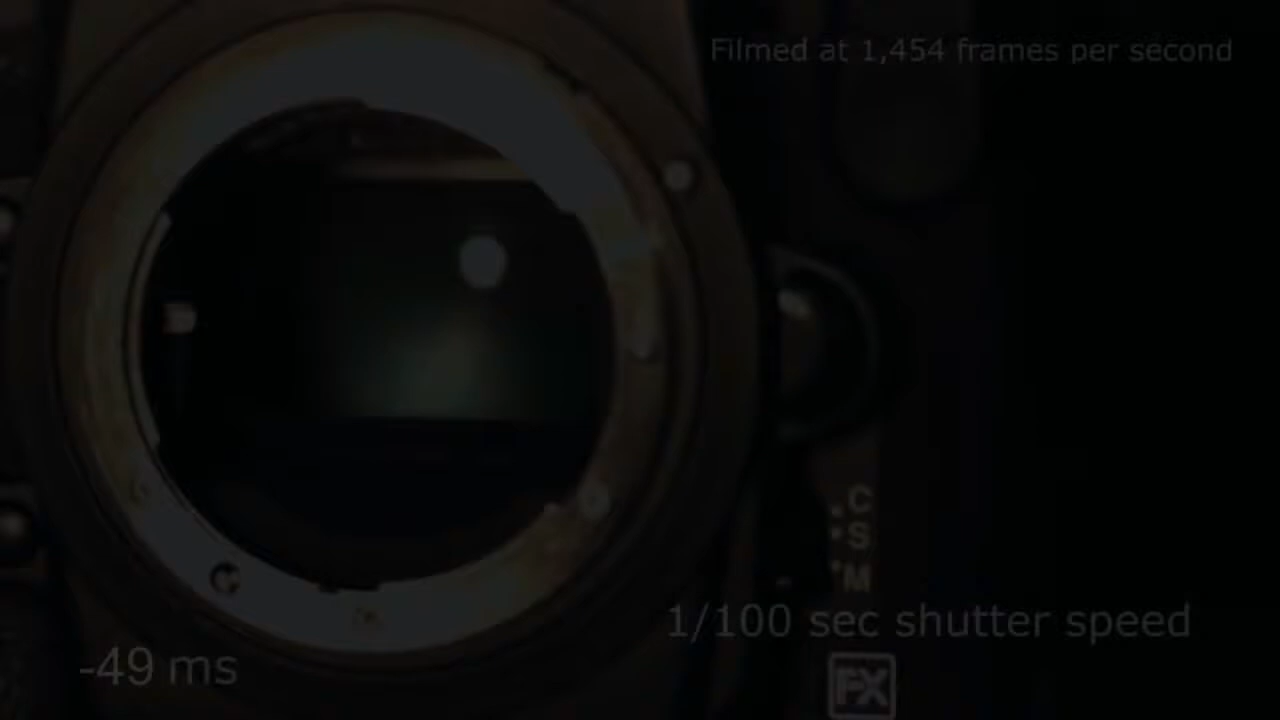 Filmed at 1,454 frames per second
C
S
M
1/100 sec shutter speed
-49 ms
FX